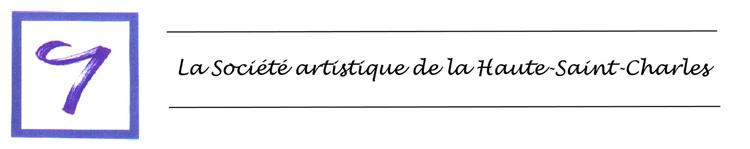 La Société artistique de la Haute-Saint-Charles